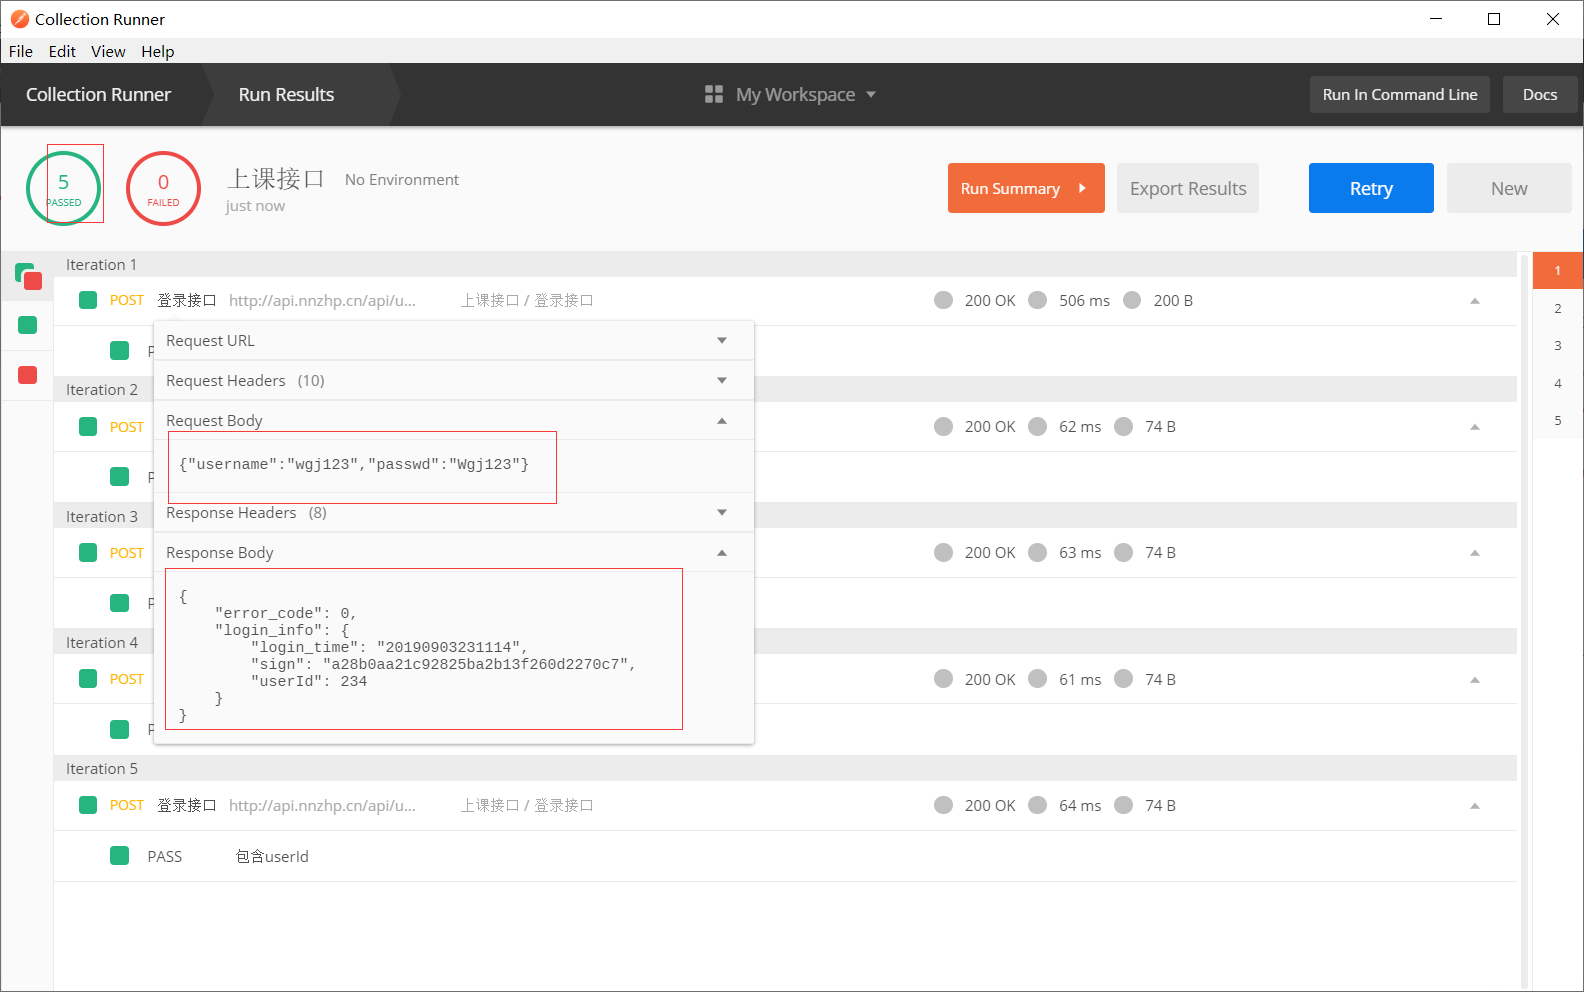 Collection Runner
File Edit View Help
Collection Runner Run Results My Workspace Run In Command Line Docs
5 PASSED
0 FAILED
上课接口 No Environment
just now
Run Summary Export Results Retry New
Iteration 1
POST 登录接口 http://api.nnzhp.cn/api/u... 上课接口 / 登录接口 200 OK 506 ms 200 B
P
Request URL
Request Headers (10)
Request Body
{"username":"wgj123","passwd":"Wgj123"}
Response Headers (8)
Response Body
{
"error_code": 0,
"login_info": {
"login_time": "20190903231114",
"sign": "a28b0aa21c92825ba2b13f260d2270c7",
"userId": 234
}
}
Iteration 2
POST 200 OK 62 ms 74 B
P
Iteration 3
POST 200 OK 63 ms 74 B
P
Iteration 4
POST 200 OK 61 ms 74 B
P
Iteration 5
POST 登录接口 http://api.nnzhp.cn/api/u... 上课接口 / 登录接口 200 OK 64 ms 74 B
PASS 包含userId
1
2
3
4
5